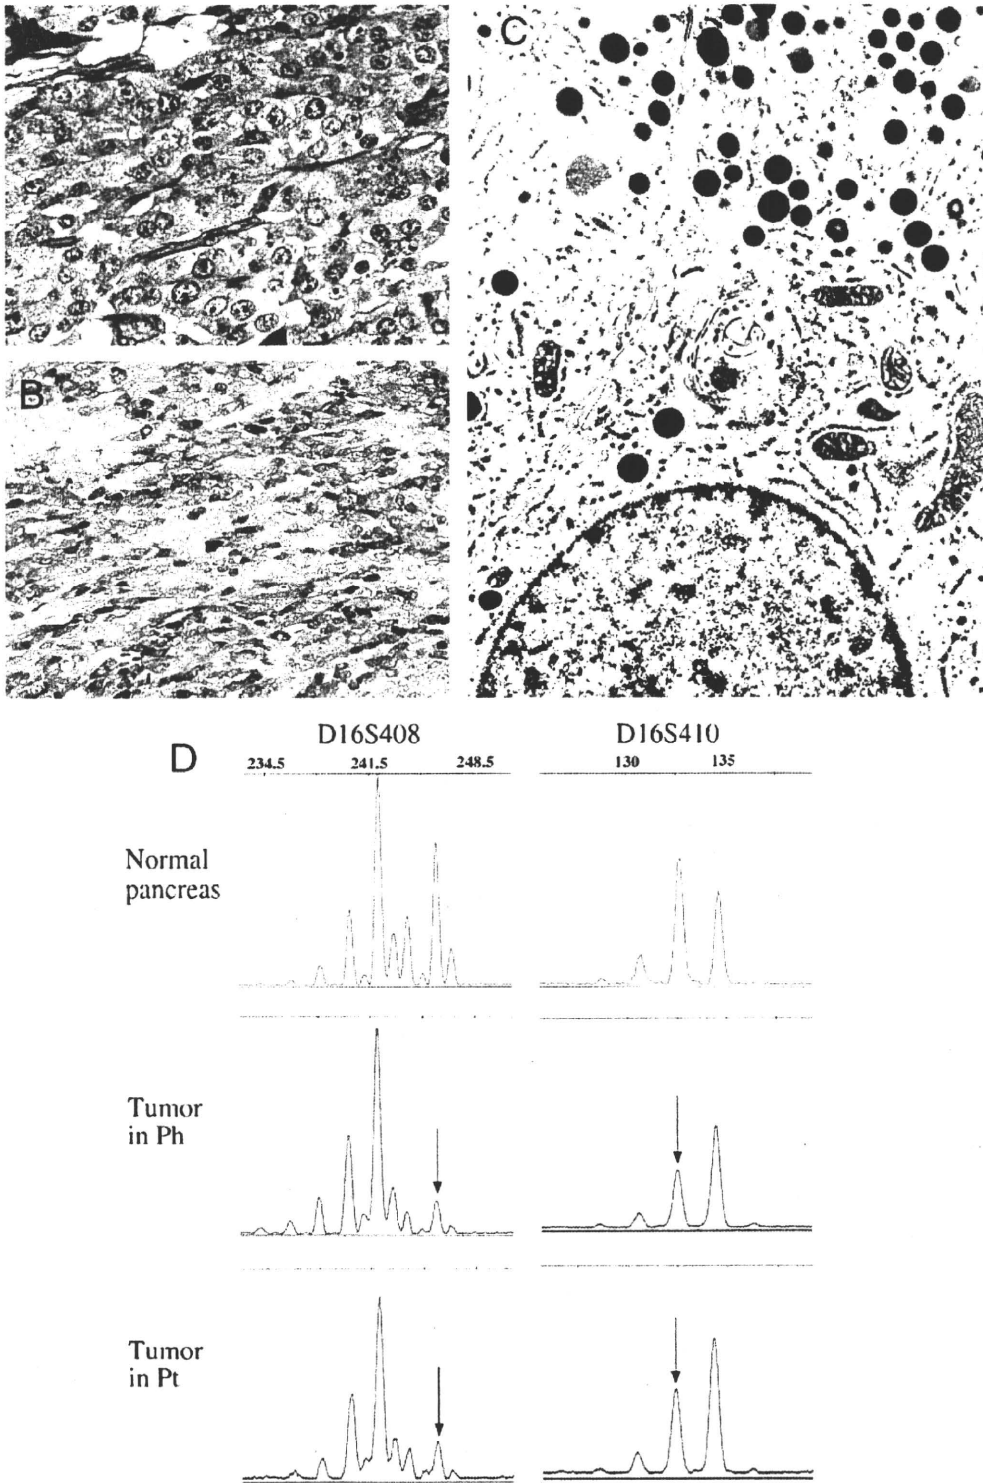 C
B
D
D16S408
D16S410
234.5 241.5 248.5
130 135
Normal
pancreas
Tumor
in Ph
Tumor
in Pt